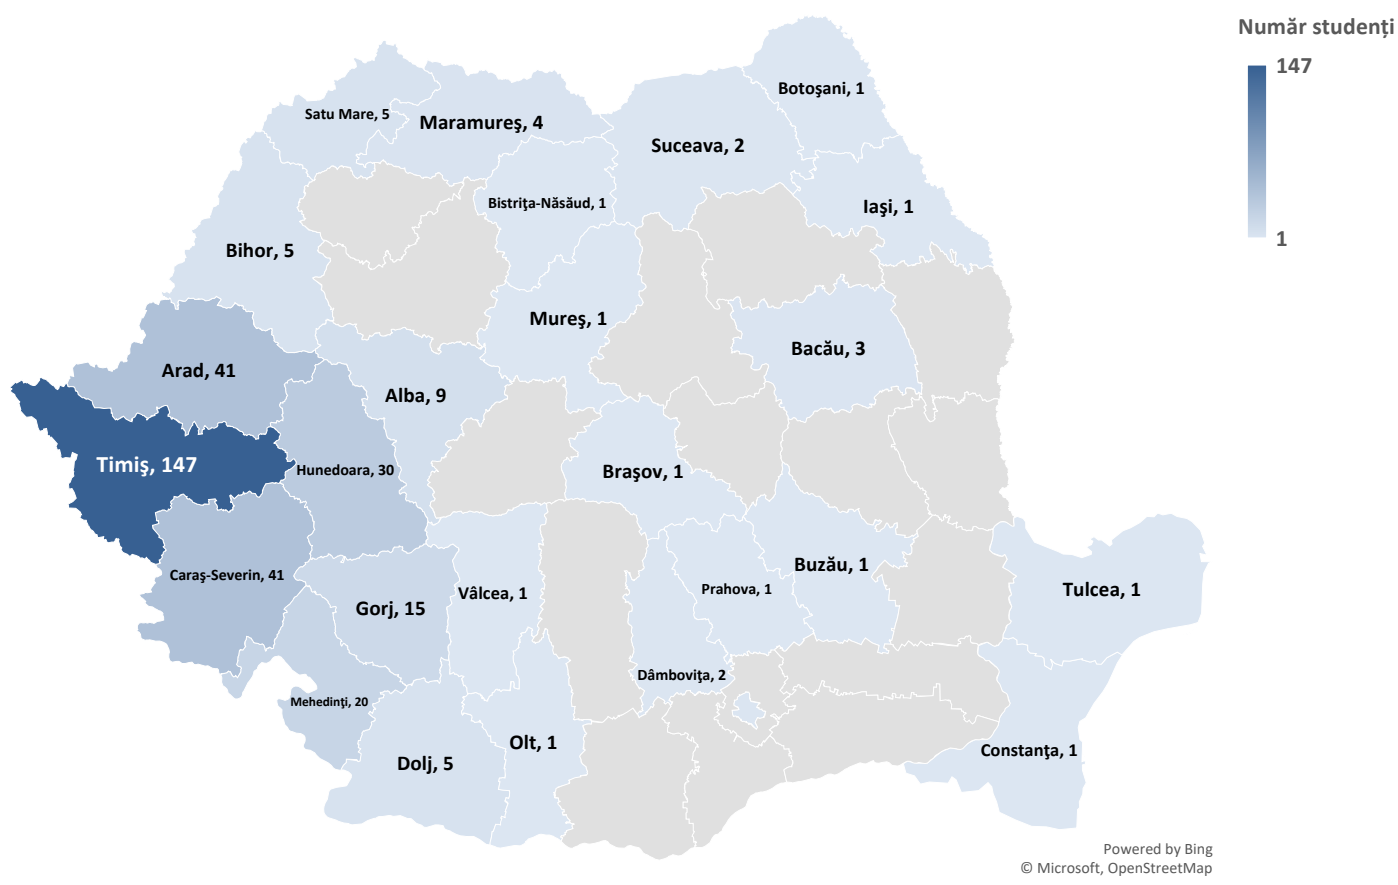 Număr studenți
147
1
Botoşani, 1
Satu Mare, 5
Maramureş, 4
Suceava, 2
Bistriţa-Năsăud, 1
Iaşi, 1
Bihor, 5
Mureş, 1
Bacău, 3
Arad, 41
Alba, 9
Timiş, 147
Hunedoara, 30
Braşov, 1
Caraş-Severin, 41
Buzău, 1
Prahova, 1
Tulcea, 1
Vâlcea, 1
Gorj, 15
Dâmboviţa, 2
Mehedinţi, 20
Olt, 1
Constanţa, 1
Dolj, 5
Powered by Bing
© Microsoft, OpenStreetMap